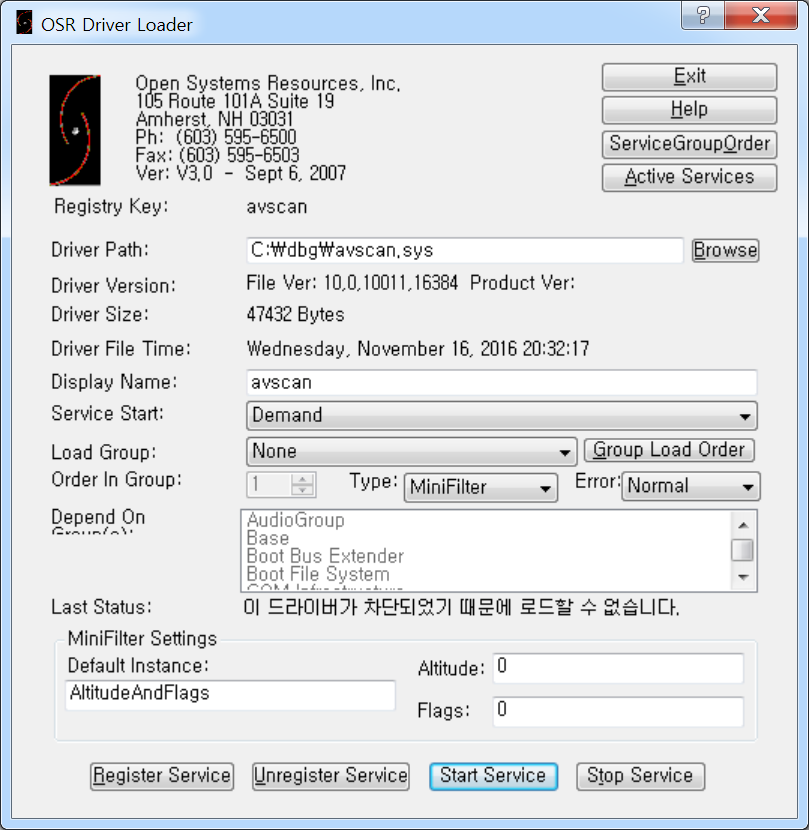 OSR Driver Loader
Open Systems Resources, Inc.
105 Route 101A Suite 19
Amherst, NH 03031
Ph: (603) 595-6500
Fax: (603) 595-6503
Ver: V3.0 - Sept 6, 2007
Exit
Help
ServiceGroupOrder
Active Services
Registry Key: avscan
Driver Path: C:₩dbg₩avscan.sys Browse
Driver Version: File Ver: 10,0,10011,16384 Product Ver:
Driver Size: 47432 Bytes
Driver File Time: Wednesday, November 16, 2016 20:32:17
Display Name: avscan
Service Start: Demand
Load Group: None Group Load Order
Order In Group: 1 Type: MiniFilter Error: Normal
Depend On
Group(s):
AudioGroup
Base
Boot Bus Extender
Boot File System
COM Infrastructure
Last Status: 이 드라이버가 차단되었기 때문에 로드할 수 없습니다.
MiniFilter Settings
Default Instance:
AltitudeAndFlags
Altitude: 0
Flags: 0
Register Service Unregister Service Start Service Stop Service